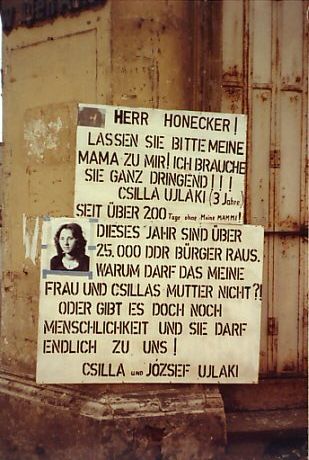 HERR HONECKER!
LASSEN SIE BITTE MEINE
MAMA ZU MIR! ICH BRAUCHE
SIE GANZ DRINGEND!!!
CSILLA UJLAKI (3 Jahre)
SEIT ÜBER 200 Tage ohne Meine MAMMI!
DIESES JAHR SIND ÜBER
25.000 DDR BÜRGER RAUS.
WARUM DARF DAS MEINE
FRAU UND CSILLAS MUTTER NICHT?!
ODER GIBT ES DOCH NOCH
MENSCHLICHKEIT UND SIE DARF
ENDLICH ZU UNS!
CSILLA UND JÓZSEF UJLAKI